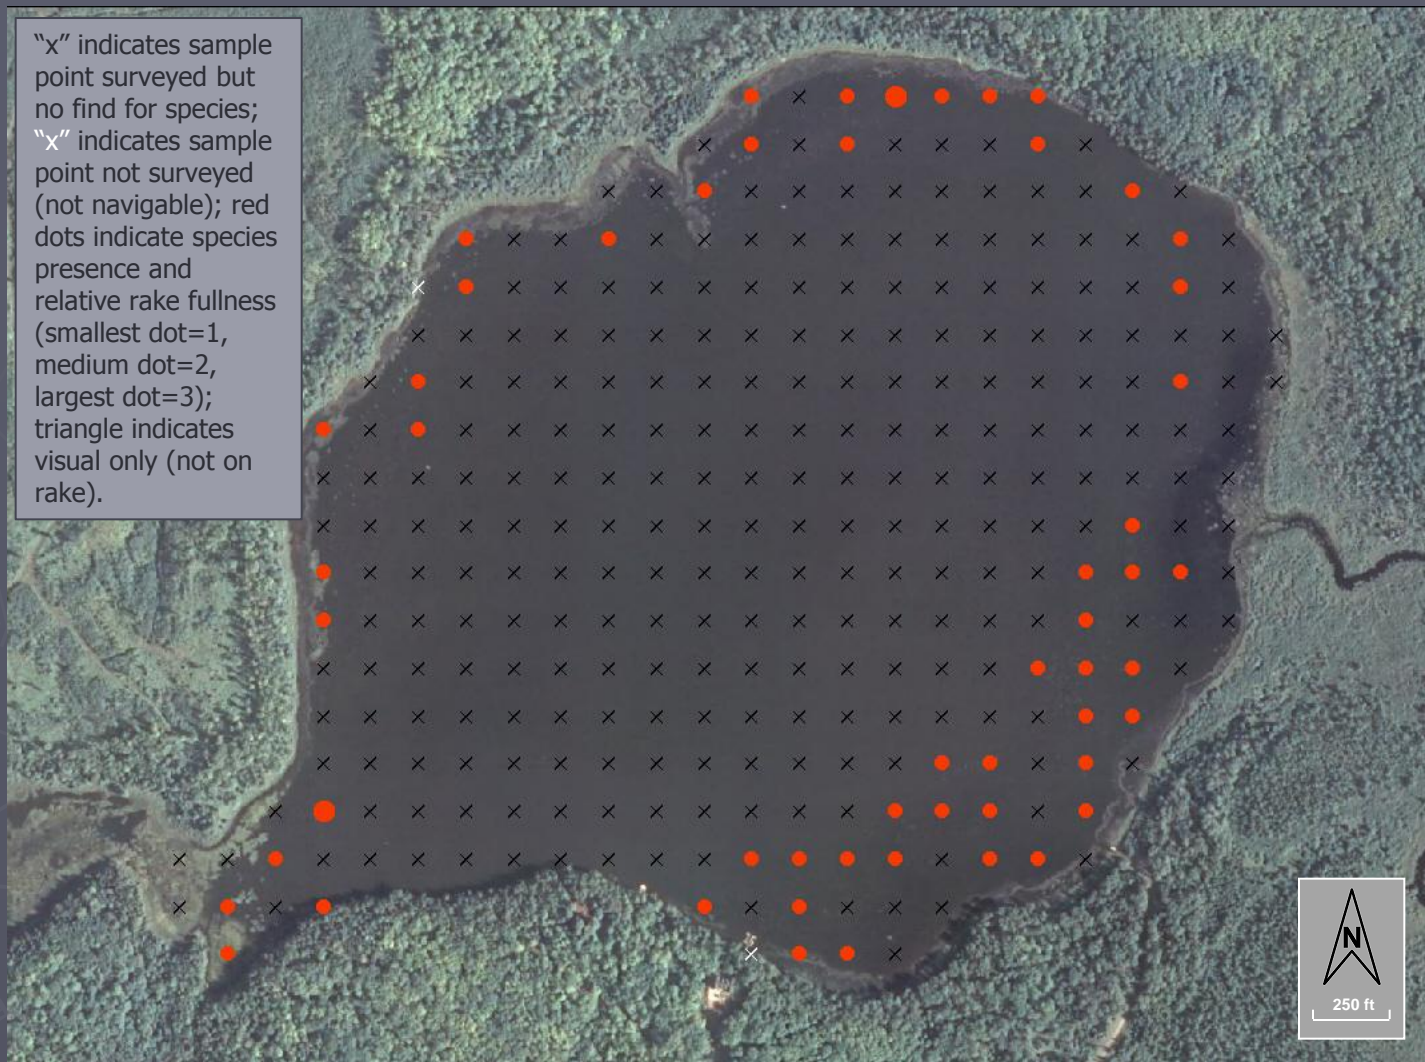 “x” indicates sample
point surveyed but
no find for species;
“x” indicates sample
point not surveyed
(not navigable); red
dots indicate species
presence and
relative rake fullness
(smallest dot=1,
medium dot=2,
largest dot=3);
triangle indicates
visual only (not on
rake).
N
250 ft